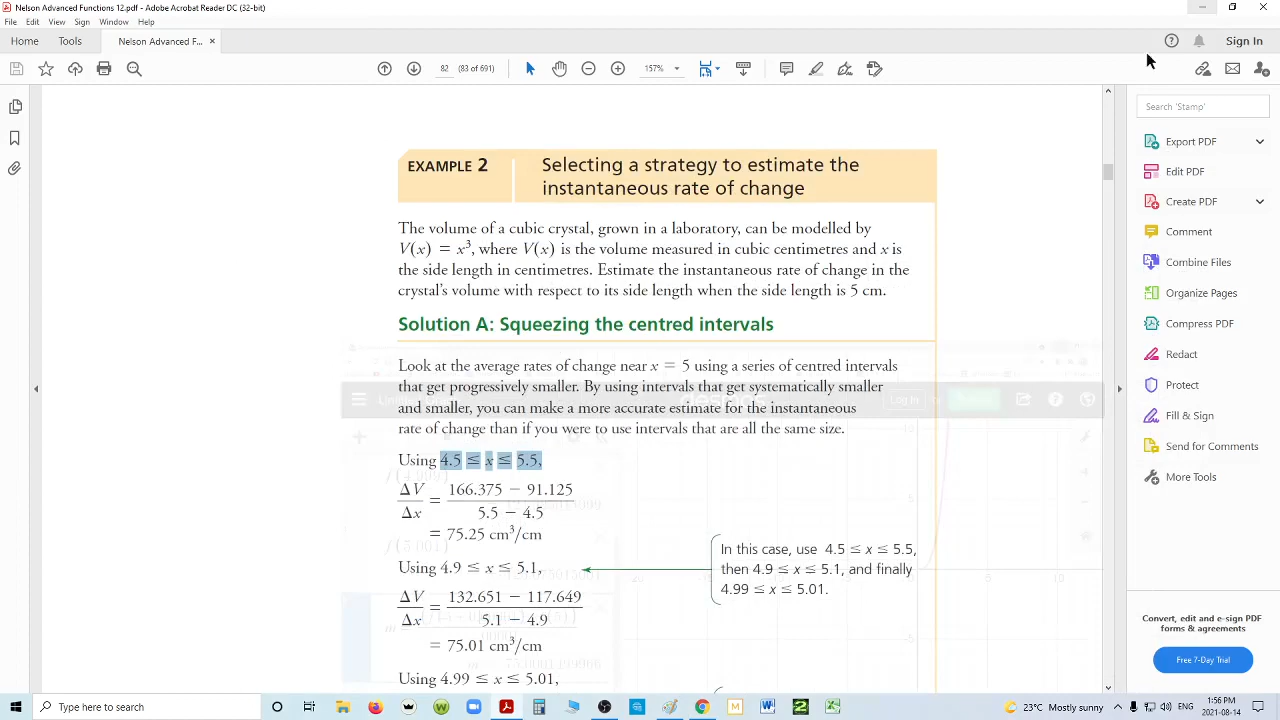 Nelson Advanced Functions 12.pdf - Adobe Acrobat Reader DC (32-bit)
File Edit View Sign Window Help
Home Tools Nelson Advanced F... × Sign In
82 (83 of 691) 157%
Search 'Stamp'
Export PDF
Edit PDF
Create PDF
Comment
Combine Files
Organize Pages
Compress PDF
Redact
Protect
Fill & Sign
Send for Comments
More Tools
Convert, edit and e-sign PDF
forms & agreements
Free 7-Day Trial
EXAMPLE 2 Selecting a strategy to estimate the
instantaneous rate of change
The volume of a cubic crystal, grown in a laboratory, can be modelled by
V(x) = x³, where V(x) is the volume measured in cubic centimetres and x is
the side length in centimetres. Estimate the instantaneous rate of change in the
crystal's volume with respect to its side length when the side length is 5 cm.
Solution A: Squeezing the centred intervals
Look at the average rates of change near x = 5 using a series of centred intervals
that get progressively smaller. By using intervals that get systematically smaller
and smaller, you can make a more accurate estimate for the instantaneous
rate of change than if you were to use intervals that are all the same size.
Using 4.5 ≤ x ≤ 5.5,
ΔV/Δx = (166.375 − 91.125)/(5.5 − 4.5)
= 75.25 cm³/cm
Using 4.9 ≤ x ≤ 5.1,
ΔV/Δx = (132.651 − 117.649)/(5.1 − 4.9)
= 75.01 cm³/cm
Using 4.99 ≤ x ≤ 5.01,
In this case, use 4.5 ≤ x ≤ 5.5,
then 4.9 ≤ x ≤ 5.1, and finally
4.99 ≤ x ≤ 5.01.
desmos
Log In
Type here to search
23°C Mostly sunny
1:56 PM
2021-08-14